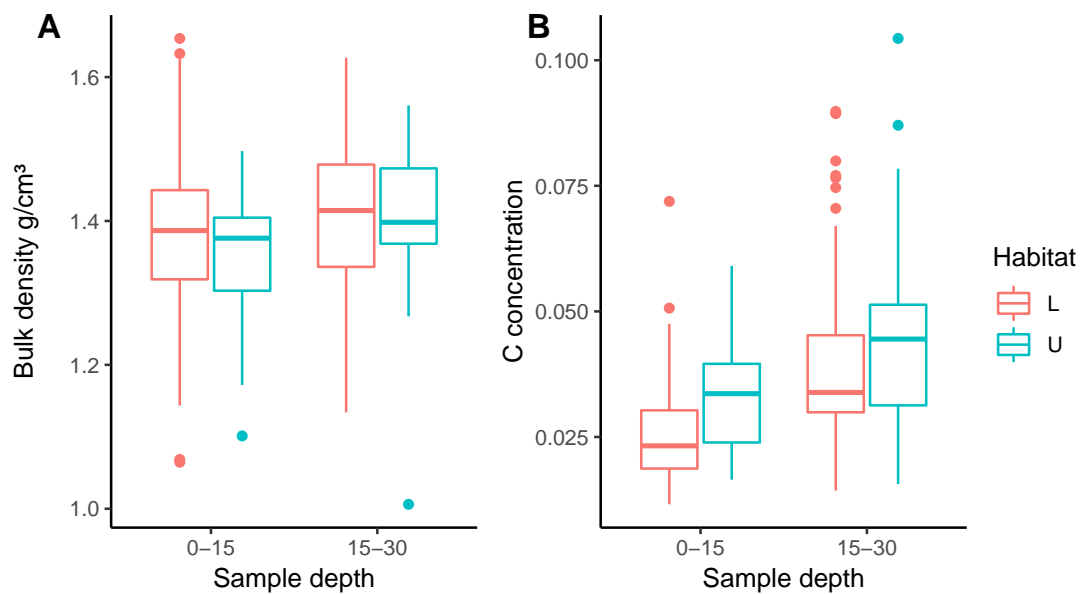 A
Bulk density g/cm³
1.6
1.4
1.2
1.0
0−15
15−30
Sample depth
B
C concentration
0.100
0.075
0.050
0.025
0−15
15−30
Sample depth
Habitat
L
U